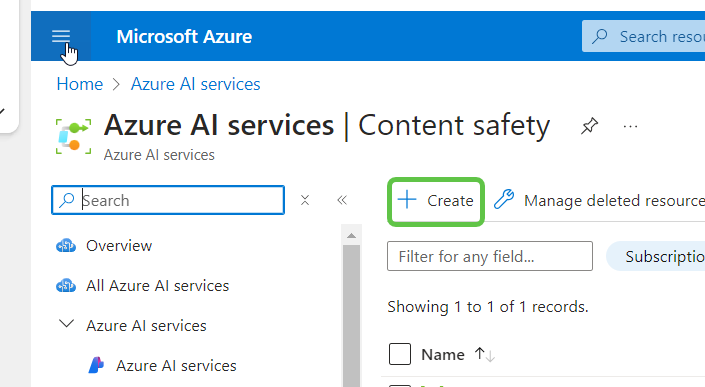 Microsoft Azure
Search resou
Home > Azure AI services
Azure AI services | Content safety
Azure AI services
Search
+ Create
Manage deleted resource
Overview
All Azure AI services
Azure AI services
Azure AI services
Filter for any field...
Subscriptio
Showing 1 to 1 of 1 records.
Name ↑↓